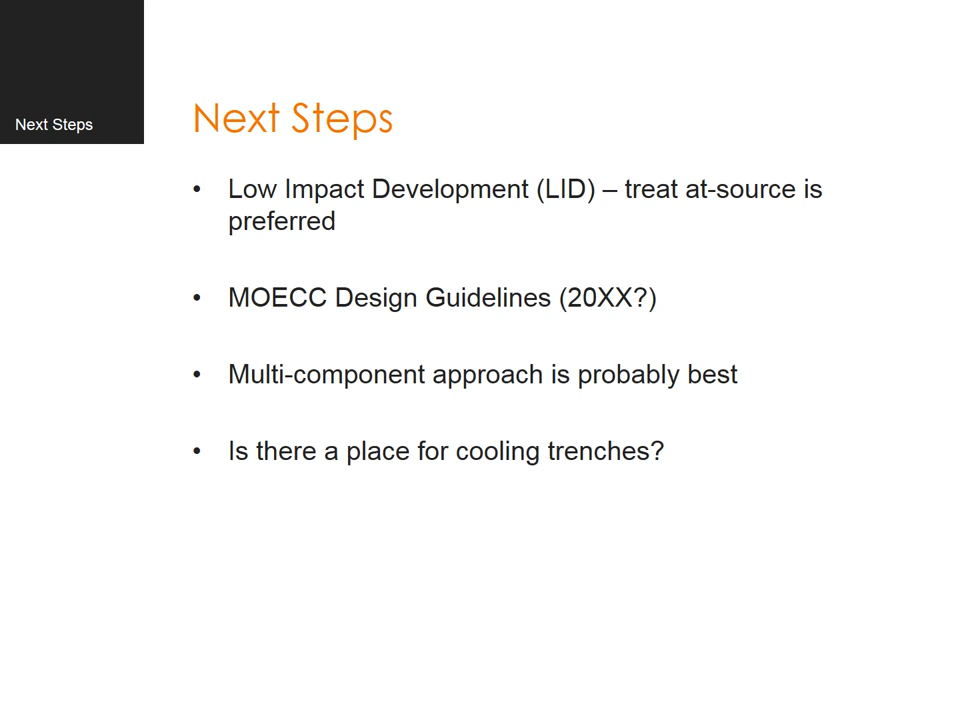 Next Steps
Next Steps
• Low Impact Development (LID) – treat at-source is
preferred
• MOECC Design Guidelines (20XX?)
• Multi-component approach is probably best
• Is there a place for cooling trenches?